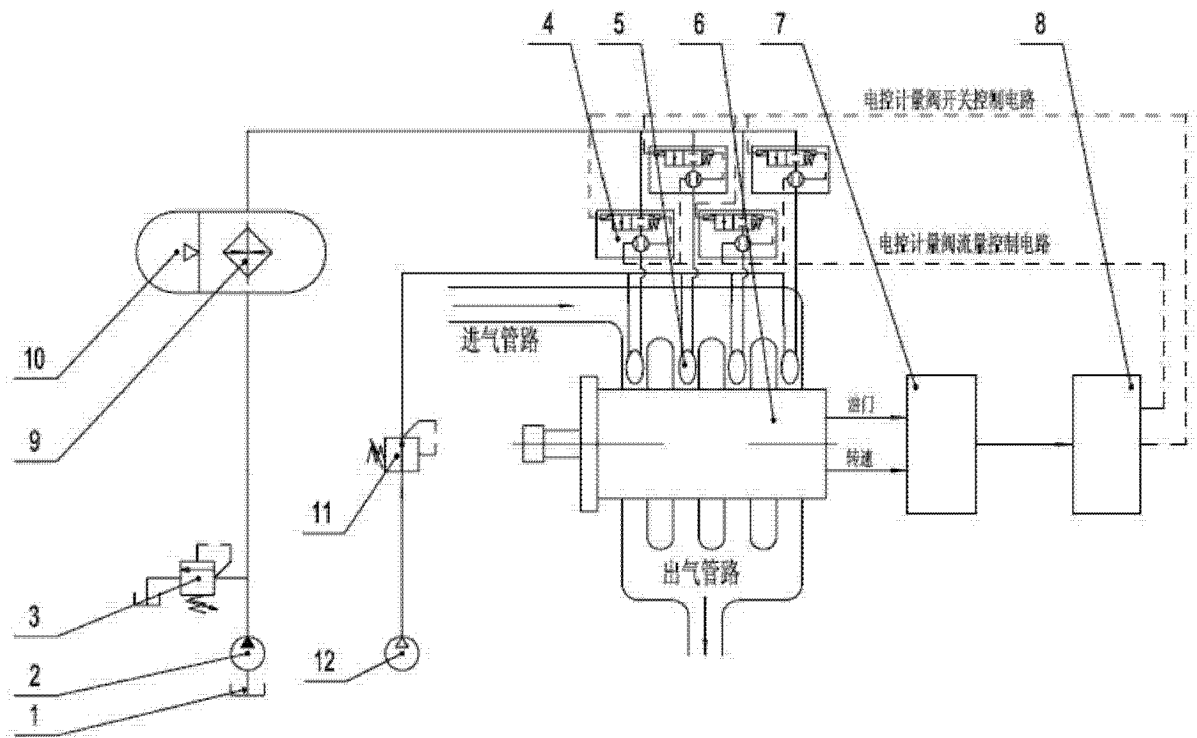 4 5 6 7 8
电控计量阀开关控制电路
电控计量阀流量控制电路
进气管路
10
9
油门
转速
11
出气管路
3
2
12
1